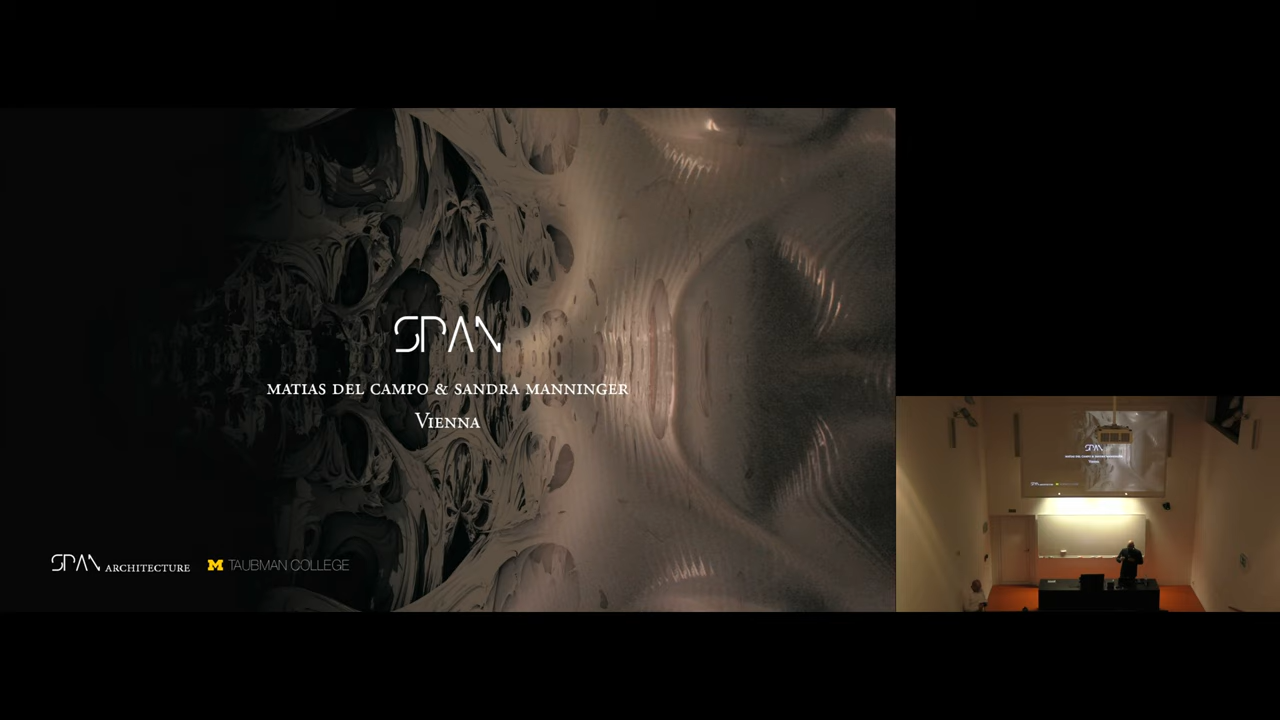 SPAN
MATIAS DEL CAMPO & SANDRA MANNINGER
VIENNA
SPAN ARCHITECTURE
M TAUBMAN COLLEGE